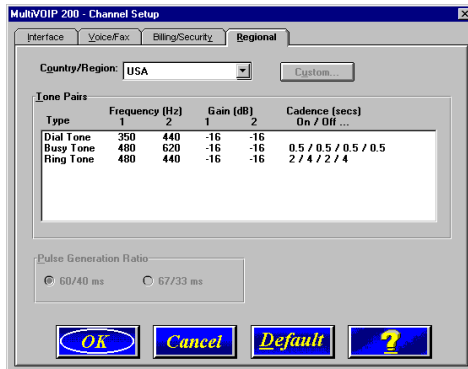 MultiVOIP 200 - Channel Setup
Interface Voice/Fax Billing/Security Regional
Country/Region: USA Custom...
Tone Pairs
Frequency (Hz) Gain (dB) Cadence (secs)
Type 1 2 1 2 On / Off ...
Dial Tone 350 440 -16 -16
Busy Tone 480 620 -16 -16 0.5 / 0.5 / 0.5 / 0.5
Ring Tone 480 440 -16 -16 2 / 4 / 2 / 4
Pulse Generation Ratio
60/40 ms 67/33 ms
OK Cancel Default ?